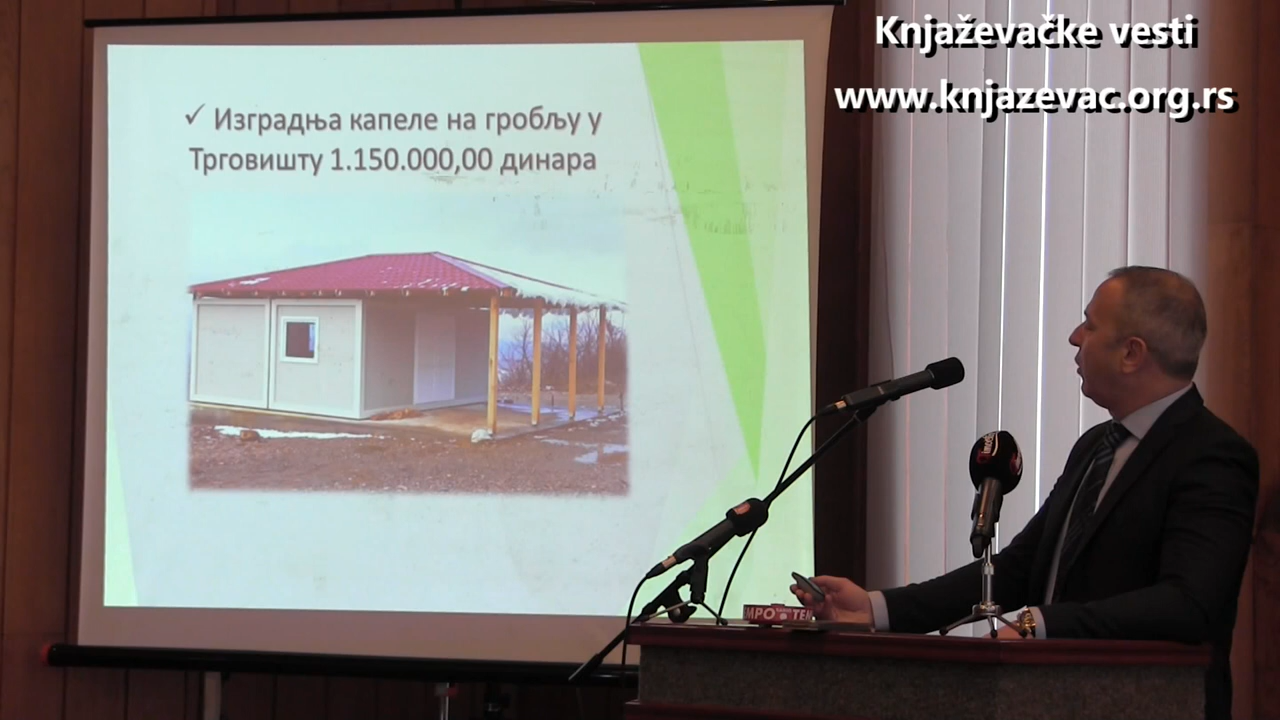 Knjaževačke vesti
www.knjazevac.org.rs
✓ Изградња капеле на гробљу у
Трговишту 1.150.000,00 динара